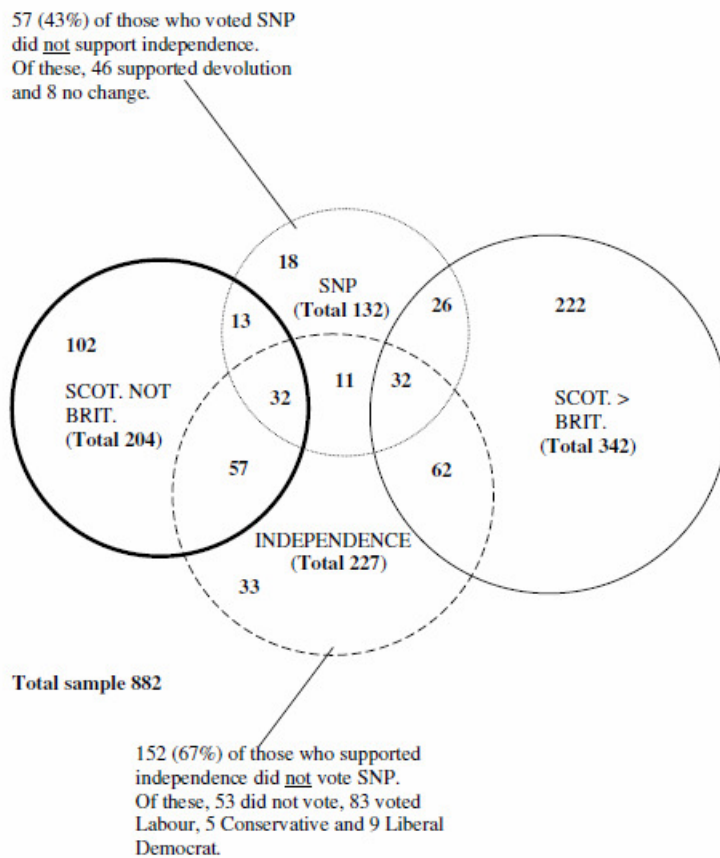 57 (43%) of those who voted SNP
did not support independence.
Of these, 46 supported devolution
and 8 no change.
18
SNP
(Total 132)
13
26
222
102
11
32
32
SCOT. NOT
BRIT.
(Total 204)
SCOT. >
BRIT.
(Total 342)
57
62
INDEPENDENCE
(Total 227)
33
Total sample 882
152 (67%) of those who supported
independence did not vote SNP.
Of these, 53 did not vote, 83 voted
Labour, 5 Conservative and 9 Liberal
Democrat.